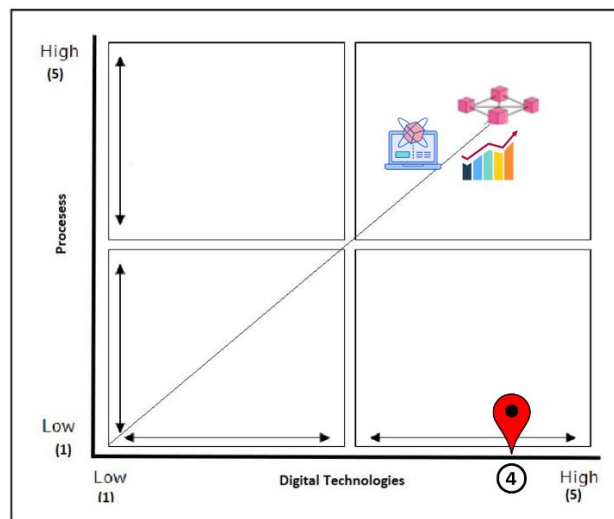 High
(5)
Procesess
Low
(1)
Low
(1)
Digital Technologies
4
High
(5)